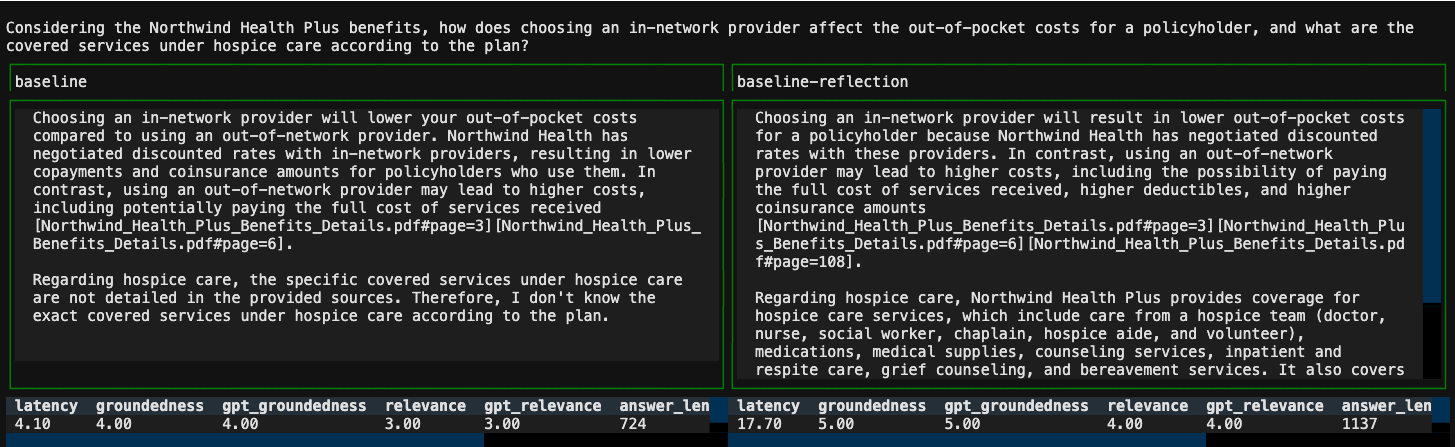 Considering the Northwind Health Plus benefits, how does choosing an in-network provider affect the out-of-pocket costs for a policyholder, and what are the
covered services under hospice care according to the plan?
baseline
Choosing an in-network provider will lower your out-of-pocket costs
compared to using an out-of-network provider. Northwind Health has
negotiated discounted rates with in-network providers, resulting in lower
copayments and coinsurance amounts for policyholders who use them. In
contrast, using an out-of-network provider may lead to higher costs,
including potentially paying the full cost of services received
[Northwind_Health_Plus_Benefits_Details.pdf#page=3][Northwind_Health_Plus_
Benefits_Details.pdf#page=6].
Regarding hospice care, the specific covered services under hospice care
are not detailed in the provided sources. Therefore, I don't know the
exact covered services under hospice care according to the plan.
latency groundedness gpt_groundedness relevance gpt_relevance answer_len
4.10 4.00 4.00 3.00 3.00 724
baseline-reflection
Choosing an in-network provider will result in lower out-of-pocket costs
for a policyholder because Northwind Health has negotiated discounted
rates with these providers. In contrast, using an out-of-network
provider may lead to higher costs, including the possibility of paying
the full cost of services received, higher deductibles, and higher
coinsurance amounts
[Northwind_Health_Plus_Benefits_Details.pdf#page=3][Northwind_Health_Plu
s_Benefits_Details.pdf#page=6][Northwind_Health_Plus_Benefits_Details.pd
f#page=108].
Regarding hospice care, Northwind Health Plus provides coverage for
hospice care services, which include care from a hospice team (doctor,
nurse, social worker, chaplain, hospice aide, and volunteer),
medications, medical supplies, counseling services, inpatient and
respite care, grief counseling, and bereavement services. It also covers
latency groundedness gpt_groundedness relevance gpt_relevance answer_len
17.70 5.00 5.00 4.00 4.00 1137